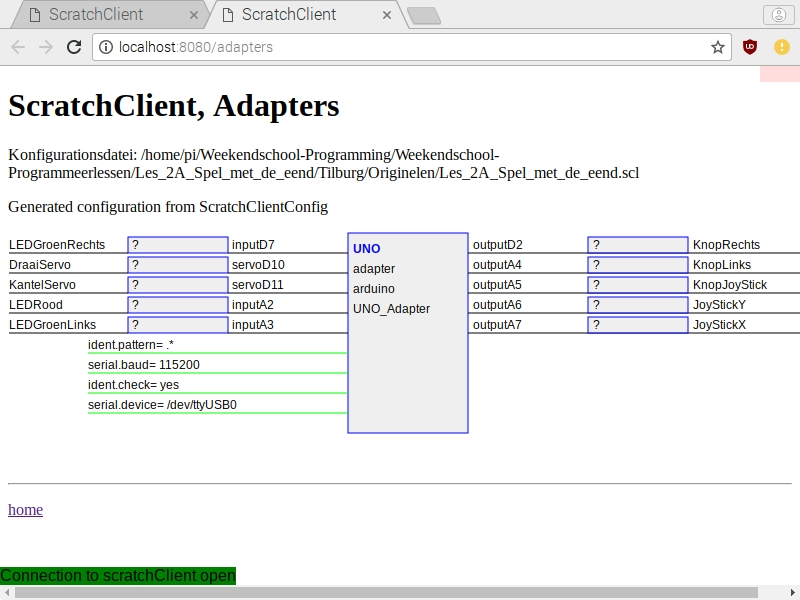 ScratchClient ScratchClient
localhost:8080/adapters
ScratchClient, Adapters
Konfigurationsdatei: /home/pi/Weekendschool-Programming/Weekendschool-
Programmeerlessen/Les_2A_Spel_met_de_eend/Tilburg/Originelen/Les_2A_Spel_met_de_eend.scl
Generated configuration from ScratchClientConfig
LEDGroenRechts ? inputD7 UNO outputD2 ? KnopRechts
DraaiServo ? servoD10 adapter outputA4 ? KnopLinks
KantelServo ? servoD11 arduino outputA5 ? KnopJoyStick
LEDRood ? inputA2 UNO_Adapter outputA6 ? JoyStickY
LEDGroenLinks ? inputA3 outputA7 ? JoyStickX
ident.pattern= .*
serial.baud= 115200
ident.check= yes
serial.device= /dev/ttyUSB0
home
Connection to scratchClient open